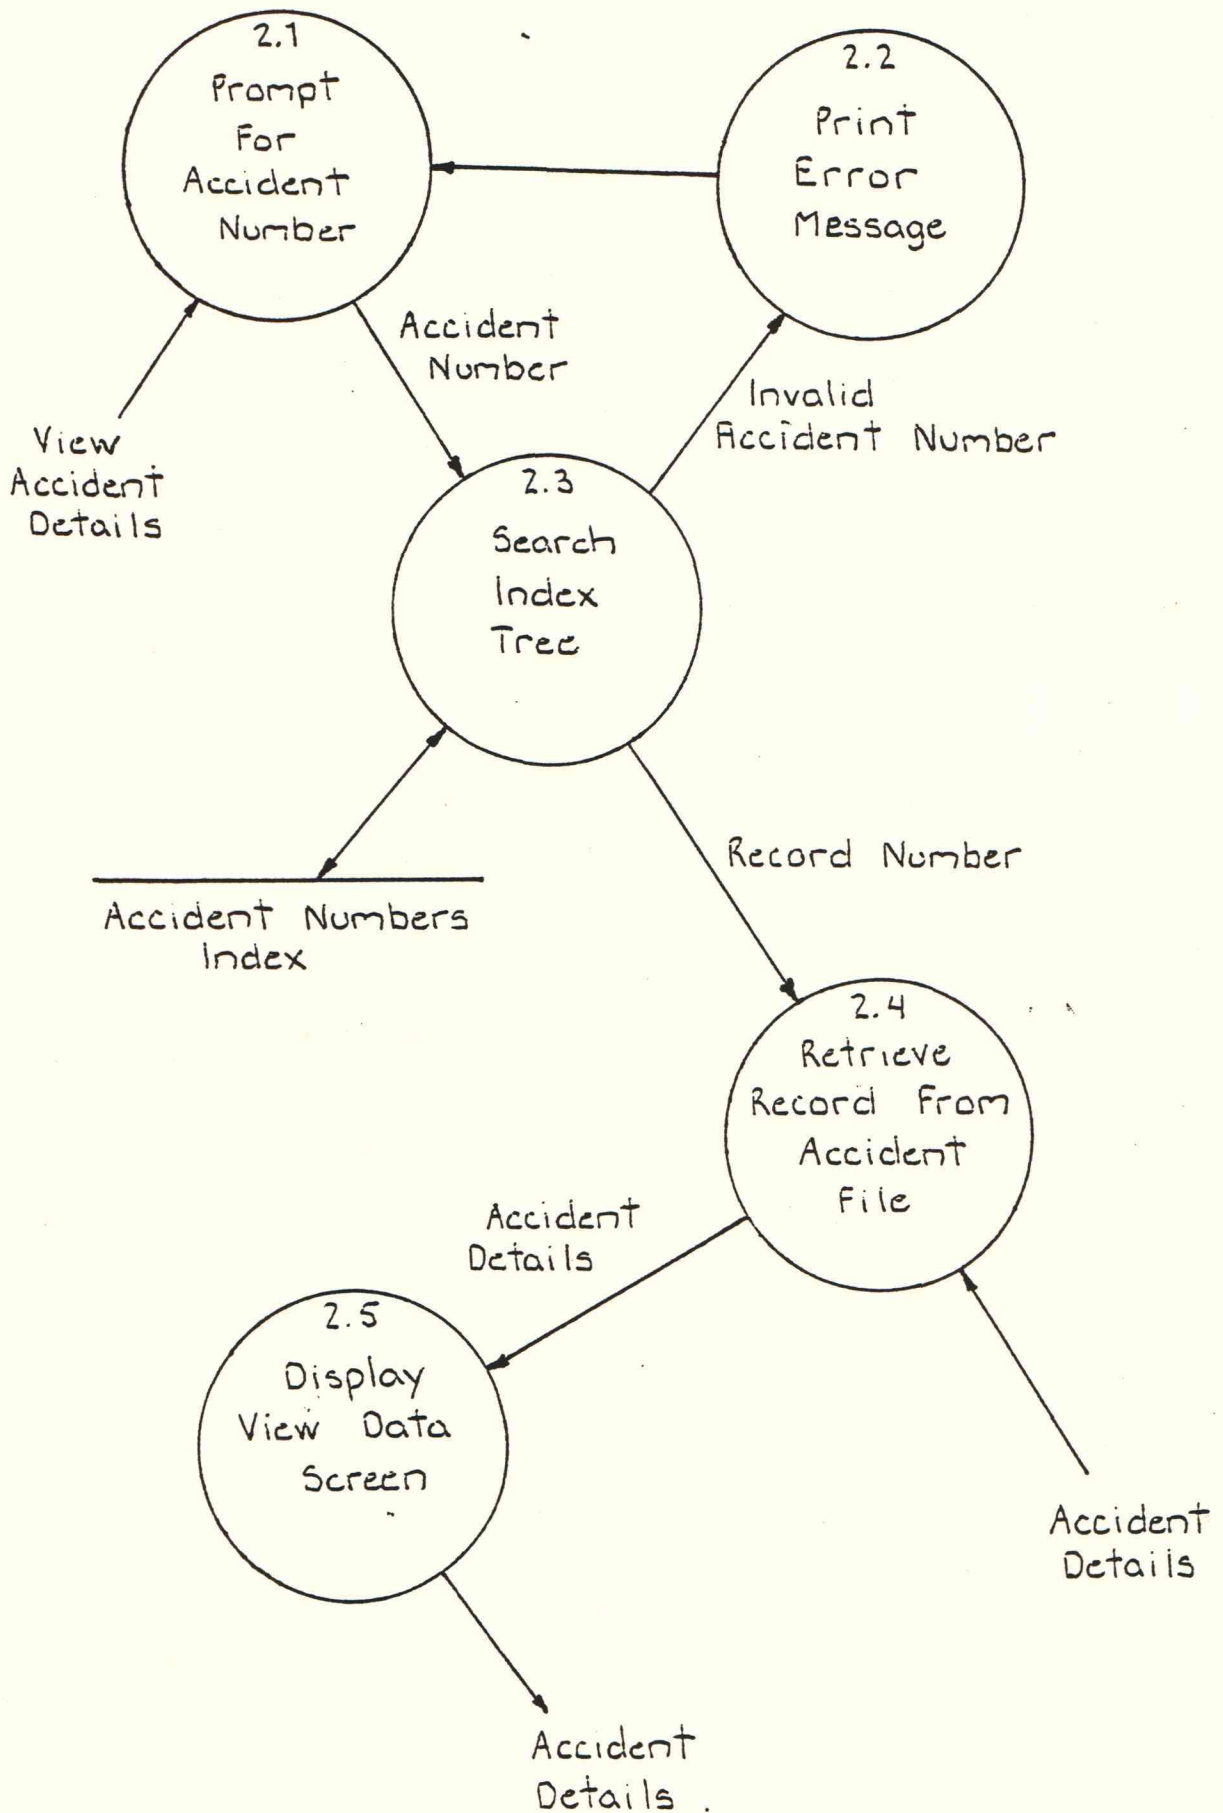 2.1
Prompt
For
Accident
Number
2.2
Print
Error
Message
Accident
Number
Invalid
Accident Number
View
Accident
Details
2.3
Search
Index
Tree
Record Number
Accident Numbers
Index
2.4
Retrieve
Record From
Accident
File
Accident
Details
2.5
Display
View Data
Screen
Accident
Details
Accident
Details.